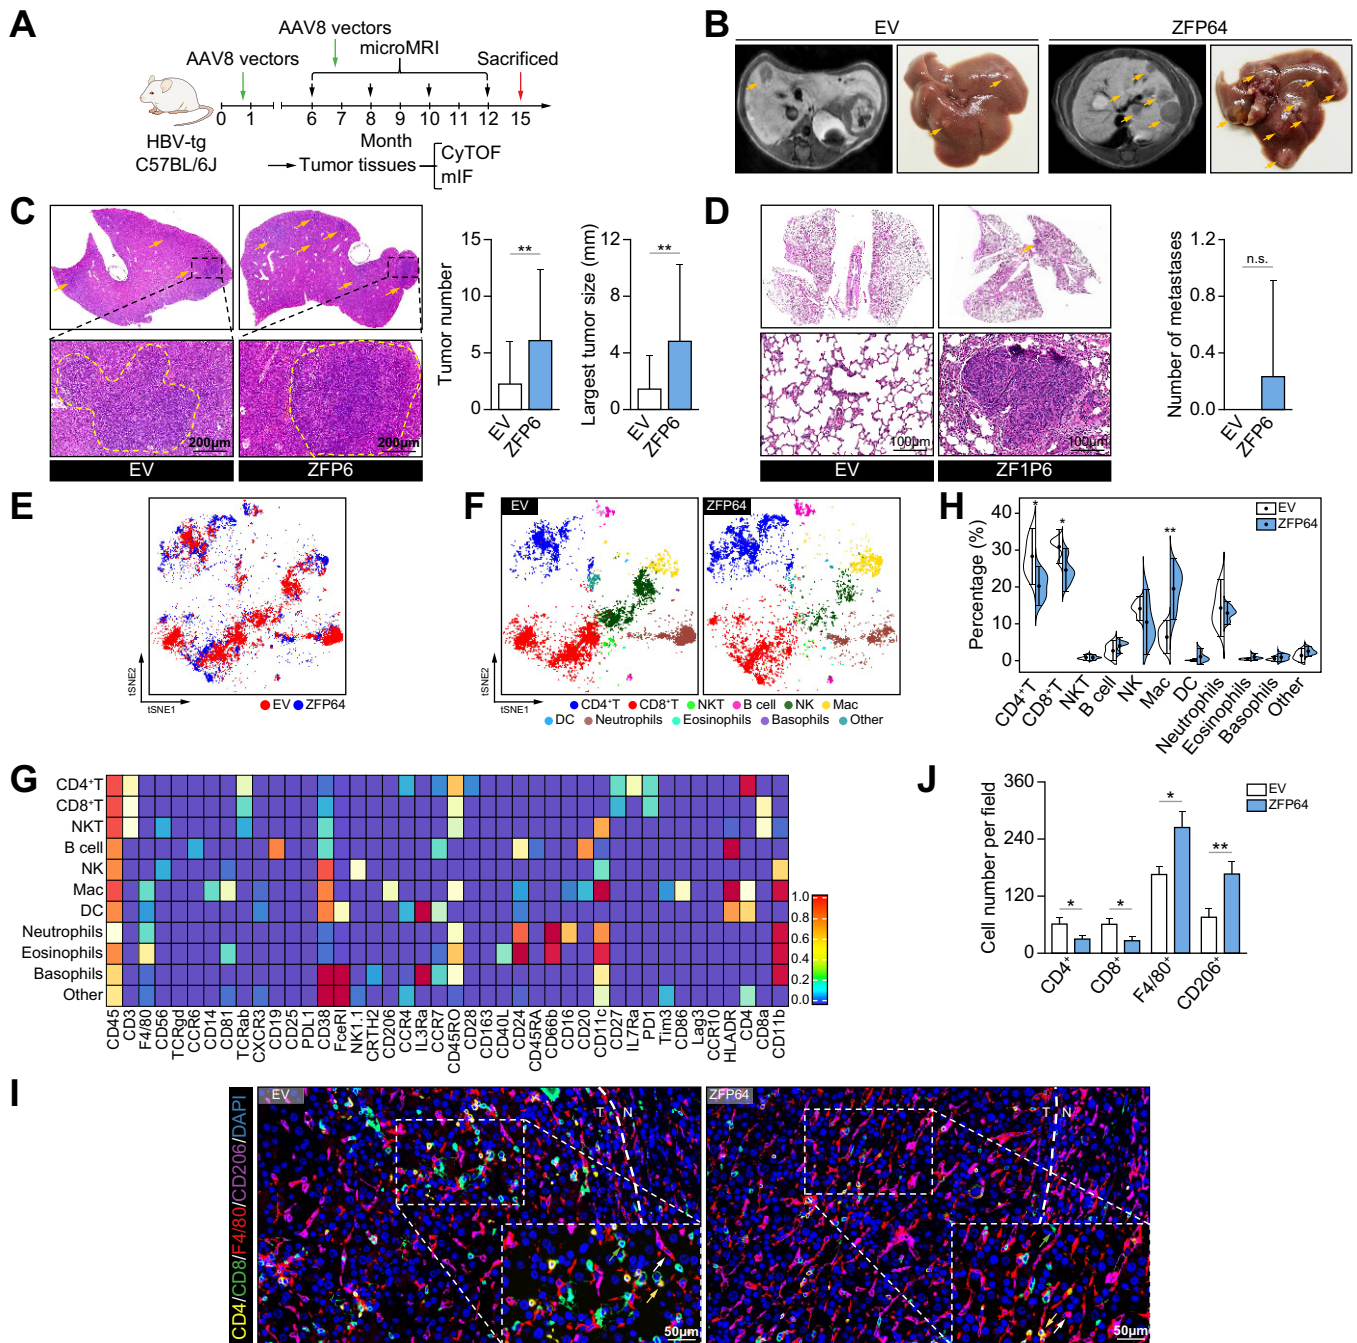 A
AAV8 vectors
AAV8 vectors
microMRI
Sacrificed
0 1 6 7 8 9 10 11 12 15
Month
HBV-tg
C57BL/6J
Tumor tissues
CyTOF
mIF
B
EV
ZFP64
C
200µm
200µm
EV
ZFP6
Tumor number
15
10
5
0
**
EV
ZFP6
Largest tumor size (mm)
12
8
4
0
**
EV
ZFP6
D
100µm
100µm
EV
ZF1P6
Number of metastases
1.2
0.8
0.4
0.0
n.s.
EV
ZFP6
E
tSNE2
tSNE1
EV ZFP64
F
EV
ZFP64
tSNE2
tSNE1
CD4+T CD8+T NKT B cell NK Mac
DC Neutrophils Eosinophils Basophils Other
H
Percentage (%)
40
30
20
10
0
* * **
EV
ZFP64
CD4+T
CD8+T
NKT
B cell
NK
Mac
DC
Neutrophils
Eosinophils
Basophils
Other
G
CD4+T
CD8+T
NKT
B cell
NK
Mac
DC
Neutrophils
Eosinophils
Basophils
Other
CD45
CD3
F4/80
CD56
TCRgd
CCR6
CD14
CD81
TCRab
CXCR3
CD19
CD25
PDL1
CD38
FceRI
NK1.1
CRTH2
CD206
CCR4
IL3Ra
CCR7
CD45RO
CD28
CD163
CD40L
CD24
CD45RA
CD66b
CD16
CD20
CD11c
CD27
IL7Ra
PD1
Tim3
CD86
Lag3
CCR10
HLADR
CD4
CD8a
CD11b
1.0
0.8
0.6
0.4
0.2
0.0
J
Cell number per field
360
240
120
0
* * * **
EV
ZFP64
CD4+
CD8+
F4/80+
CD206+
I
CD4/CD8/F4/80/CD206/DAPI
EV
T N
50µm
ZFP64
T N
50µm